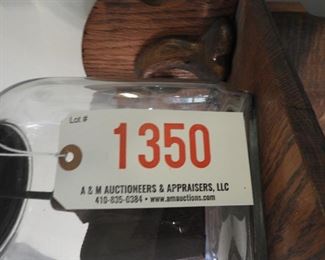 Lot #
1350
A & M AUCTIONEERS & APPRAISERS, LLC
410-835-0384 • www.amauctions.com